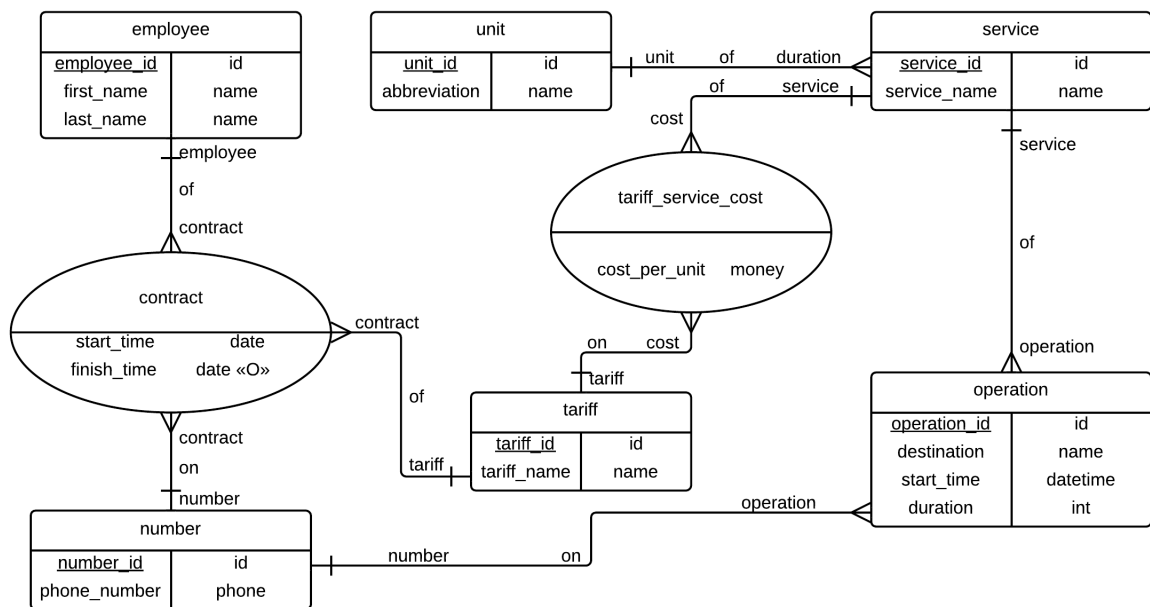 employee
employee_id id
first_name name
last_name name
unit
unit_id id
abbreviation name
service
service_id id
service_name name
unit of duration
of service
cost
employee
of
contract
service
of
operation
tariff_service_cost
cost_per_unit money
contract
start_time date
finish_time date «O»
contract
of
tariff
on cost
tariff
tariff
tariff_id id
tariff_name name
operation
operation_id id
destination name
start_time datetime
duration int
contract
on
number
number
number_id id
phone_number phone
number on operation